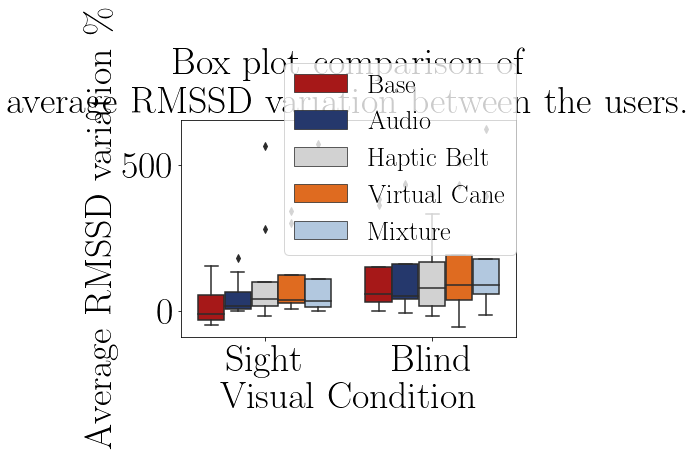 Box plot comparison of
average RMSSD variation between the users.
Average RMSSD variation %
500
0
Base
Audio
Haptic Belt
Virtual Cane
Mixture
Sight
Blind
Visual Condition